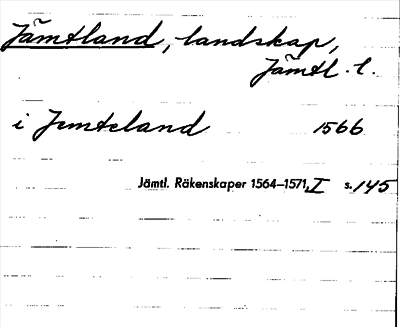 Jämtland, landskap,
Jämtl. l.
i Jemteland 1566
Jämtl. Räkenskaper 1564–1571, I s. 145